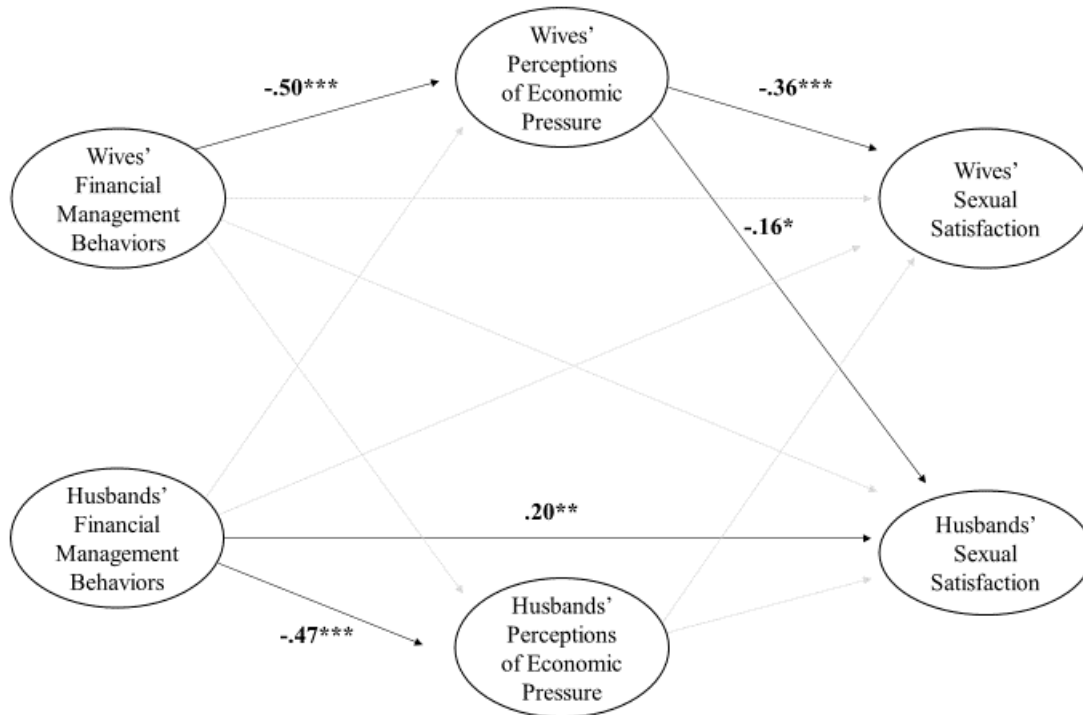 Wives’
Perceptions
of Economic
Pressure
-.50***
-.36***
Wives’
Financial
Management
Behaviors
Wives’
Sexual
Satisfaction
-.16*
Husbands’
Financial
Management
Behaviors
.20**
Husbands’
Sexual
Satisfaction
-.47***
Husbands’
Perceptions
of Economic
Pressure